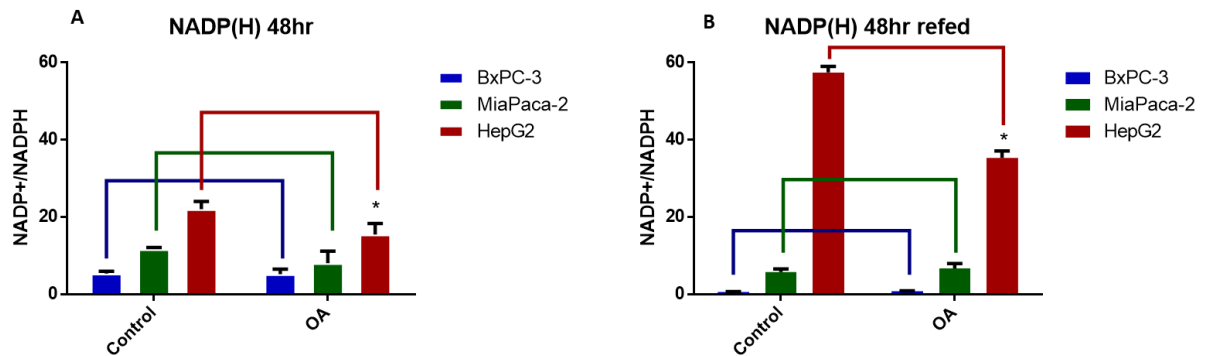 A
NADP(H) 48hr
NADP+/NADPH
60
40
20
0
*
Control
OA
BxPC-3
MiaPaca-2
HepG2
B
NADP(H) 48hr refed
NADP+/NADPH
60
40
20
0
*
Control
OA
BxPC-3
MiaPaca-2
HepG2